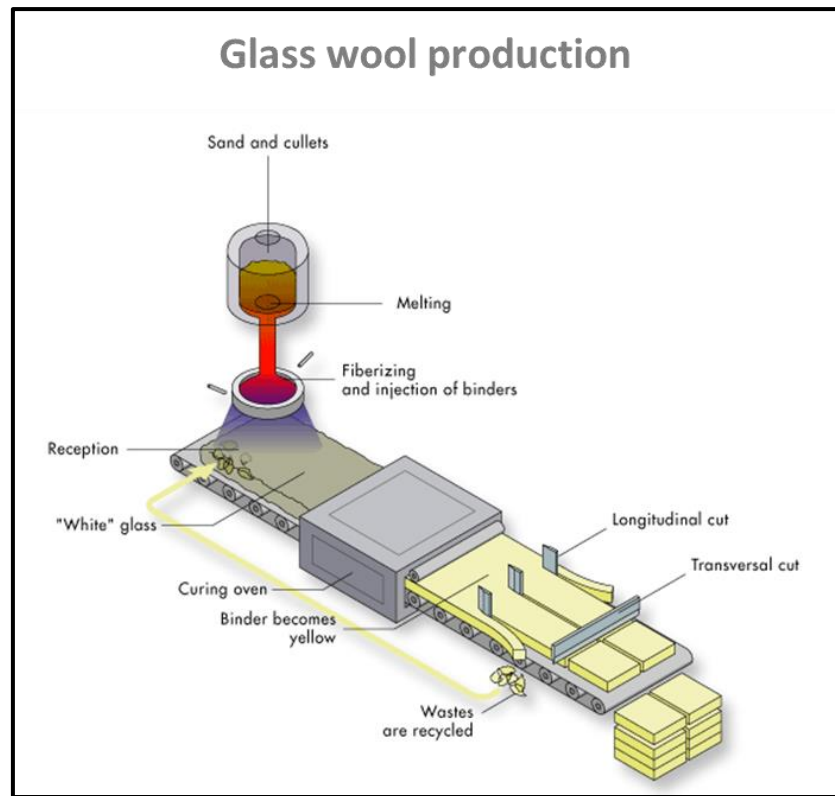 Glass wool production
Sand and cullets
Melting
Fiberizing
and injection of binders
Reception
"White" glass
Longitudinal cut
Transversal cut
Curing oven
Binder becomes
yellow
Wastes
are recycled